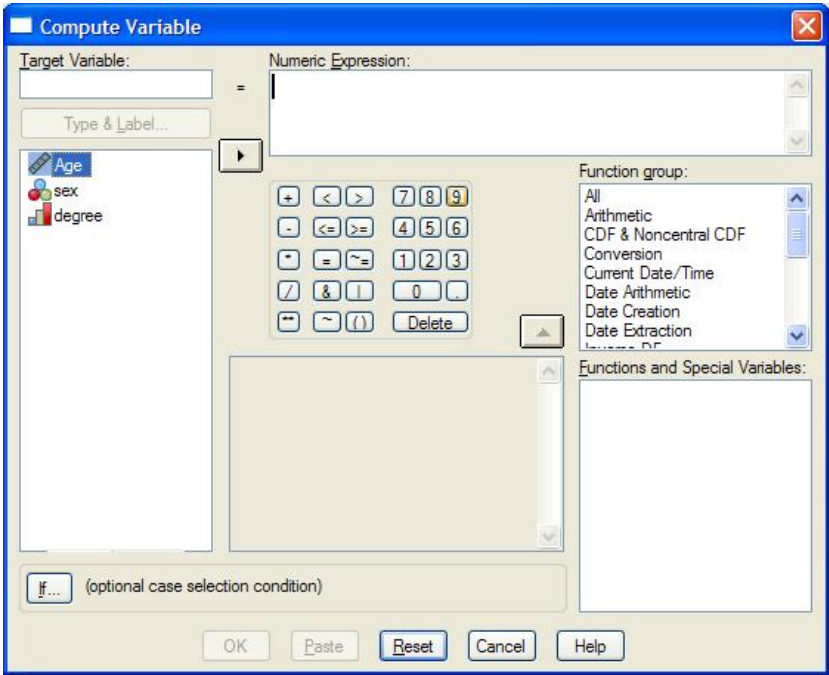 Compute Variable
Target Variable:
Numeric Expression:
=
Type & Label...
Age
sex
degree
+ < > 7 8 9
- <= >= 4 5 6
* = ~= 1 2 3
/ & | 0 .
** ~ () Delete
Function group:
All
Arithmetic
CDF & Noncentral CDF
Conversion
Current Date/Time
Date Arithmetic
Date Creation
Date Extraction
Inverse DF
Functions and Special Variables:
If... (optional case selection condition)
OK Paste Reset Cancel Help